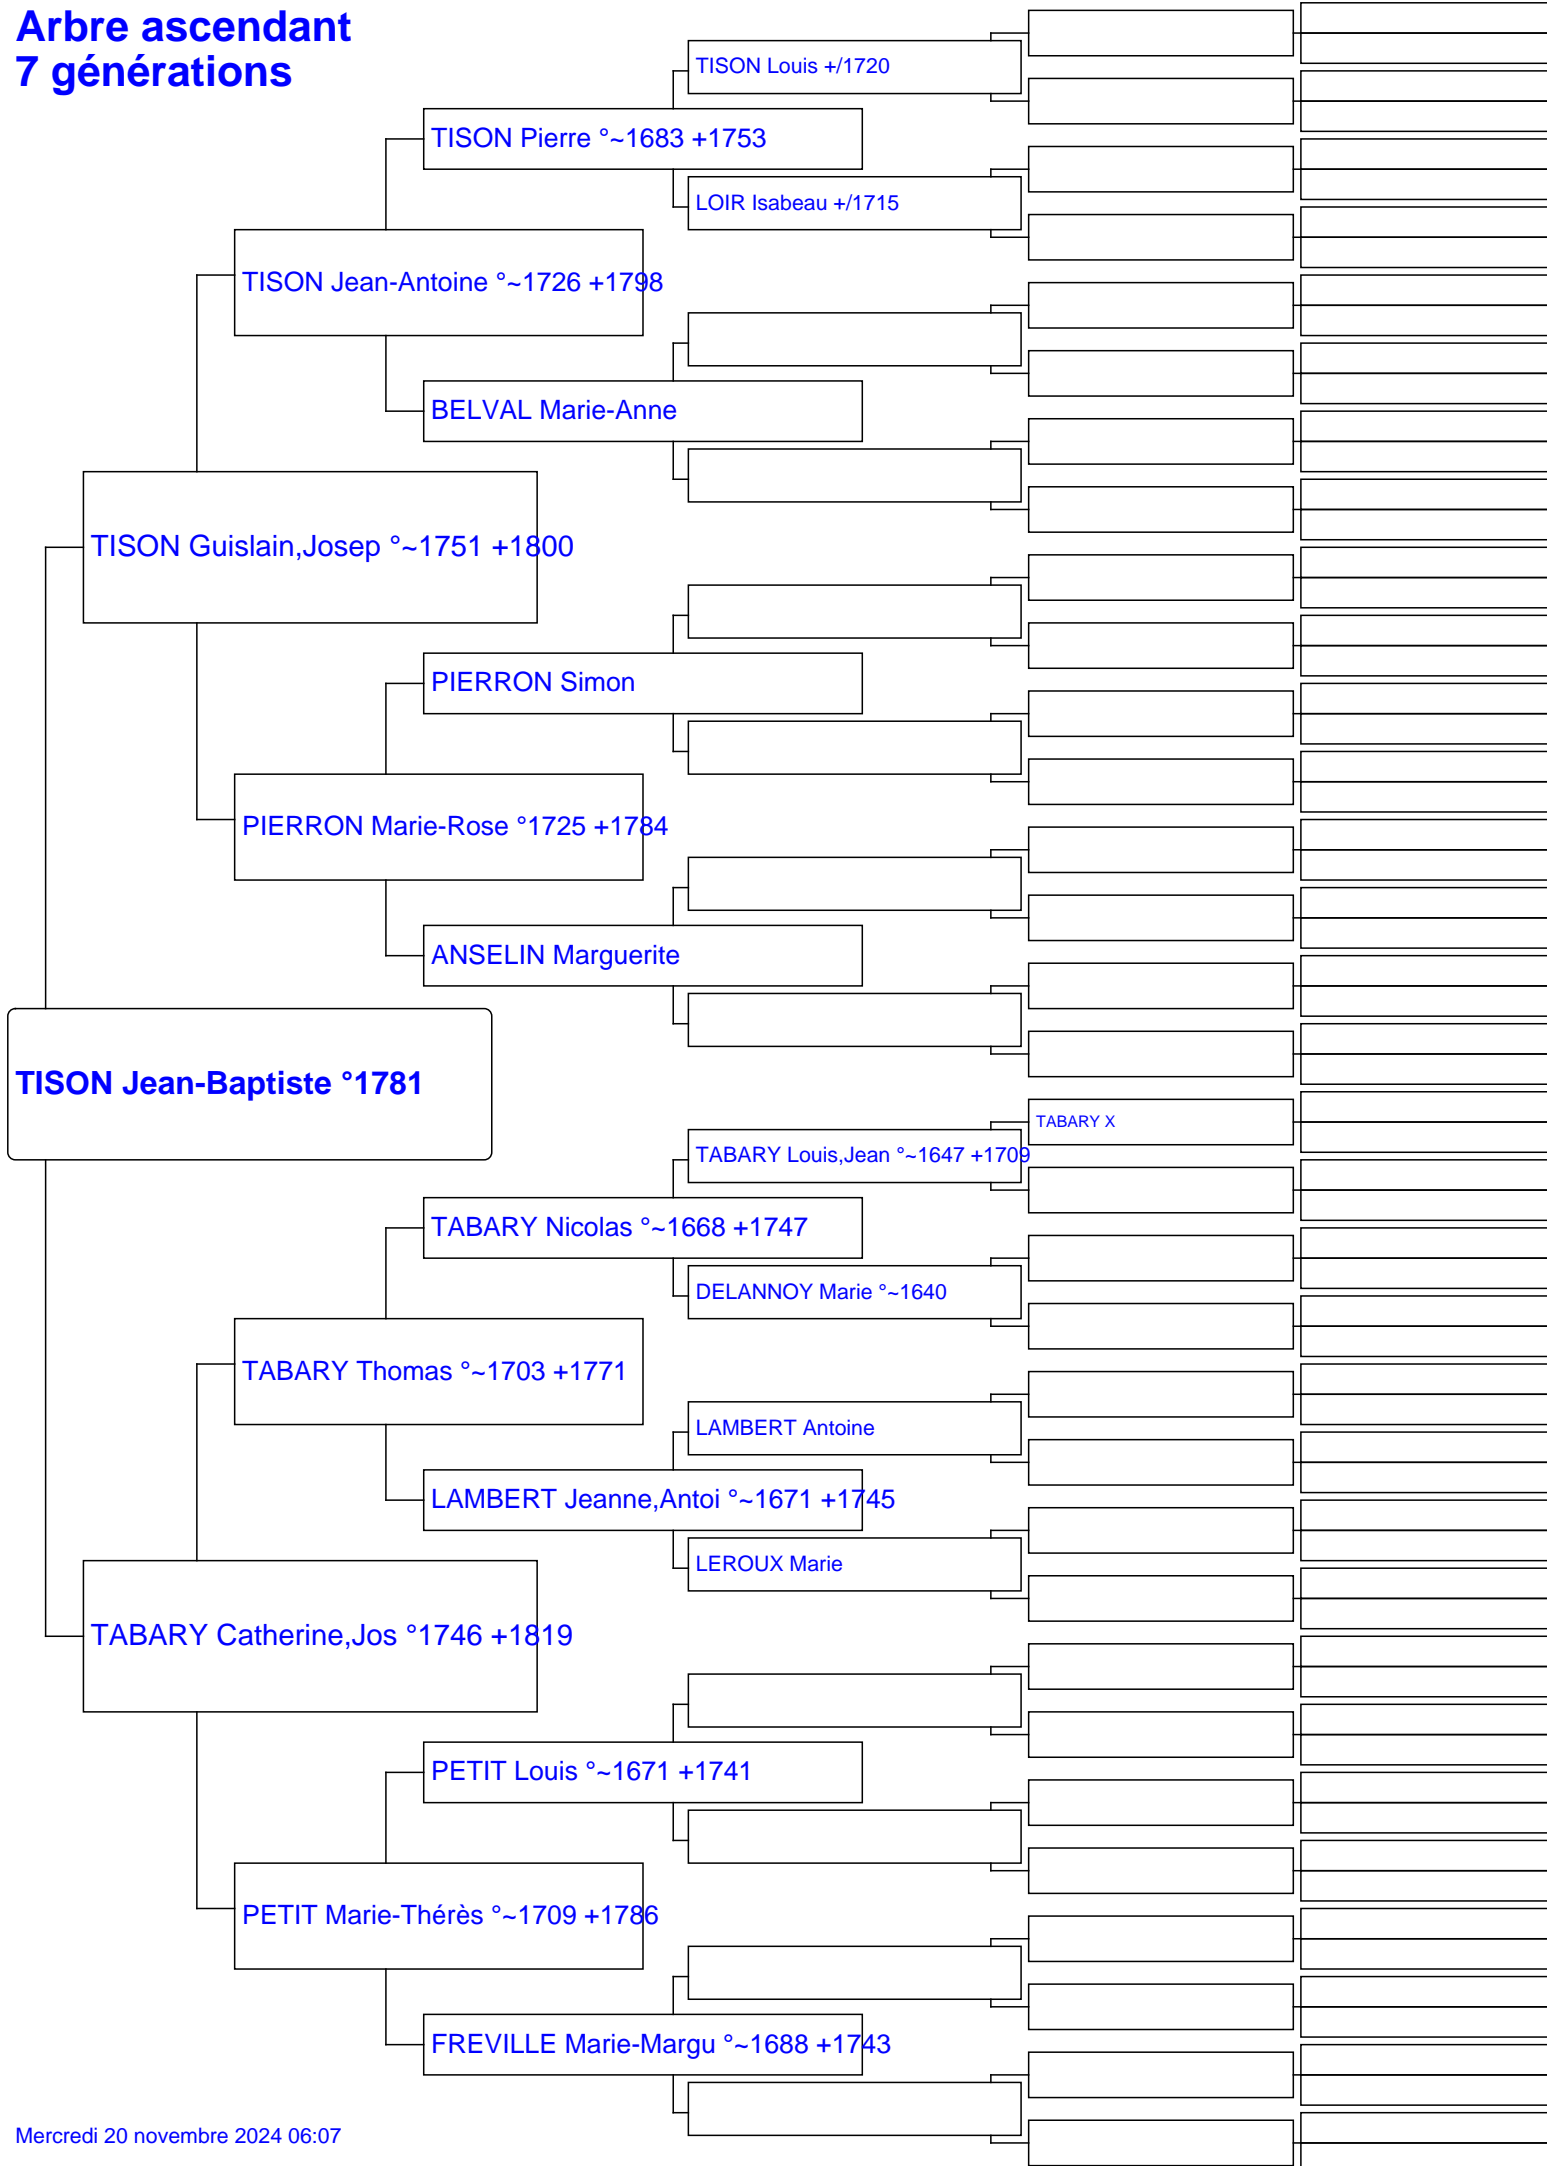 Arbre ascendant
7 générations
TISON Louis +/1720
TISON Pierre °~1683 +1753
LOIR Isabeau +/1715
TISON Jean-Antoine °~1726 +1798
BELVAL Marie-Anne
TISON Guislain,Josep °~1751 +1800
PIERRON Simon
PIERRON Marie-Rose °1725 +1784
ANSELIN Marguerite
TISON Jean-Baptiste °1781
TABARY X
TABARY Louis,Jean °~1647 +1709
TABARY Nicolas °~1668 +1747
DELANNOY Marie °~1640
TABARY Thomas °~1703 +1771
LAMBERT Antoine
LAMBERT Jeanne,Antoi °~1671 +1745
LEROUX Marie
TABARY Catherine,Jos °1746 +1819
PETIT Louis °~1671 +1741
PETIT Marie-Thérès °~1709 +1786
FREVILLE Marie-Margu °~1688 +1743
Mercredi 20 novembre 2024 06:07